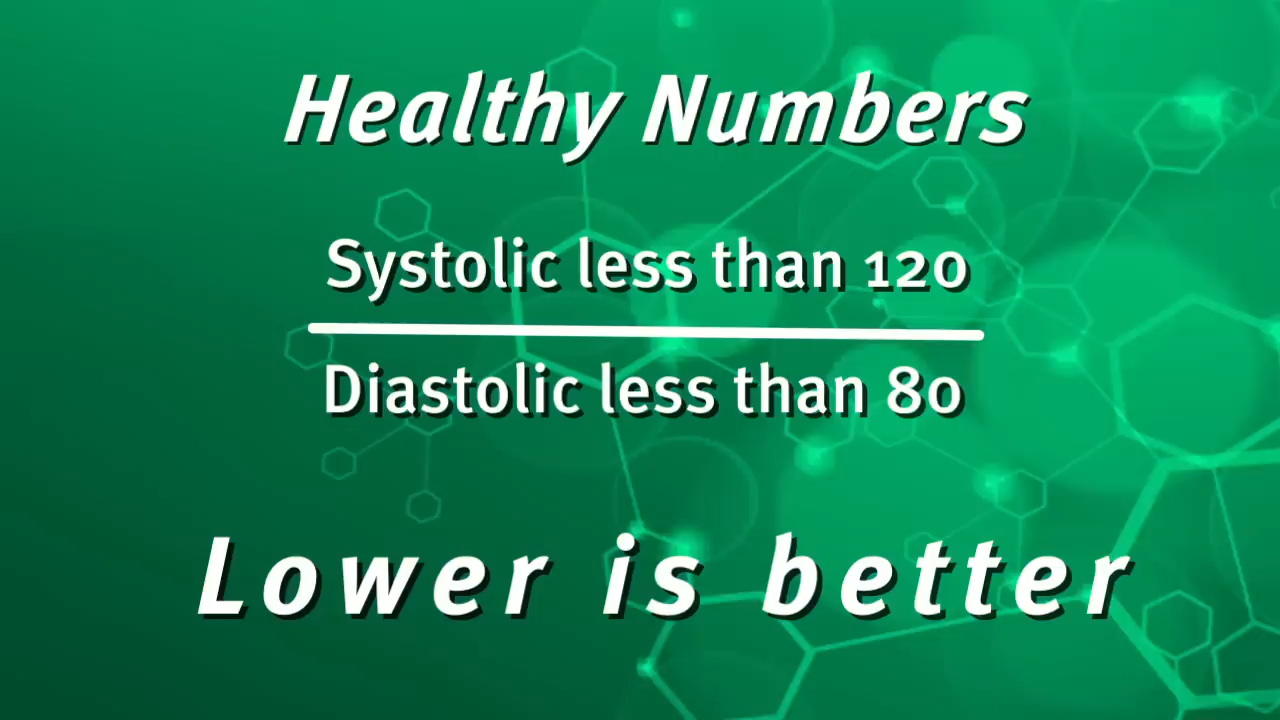 Healthy Numbers
Systolic less than 120
Diastolic less than 80
Lower is better